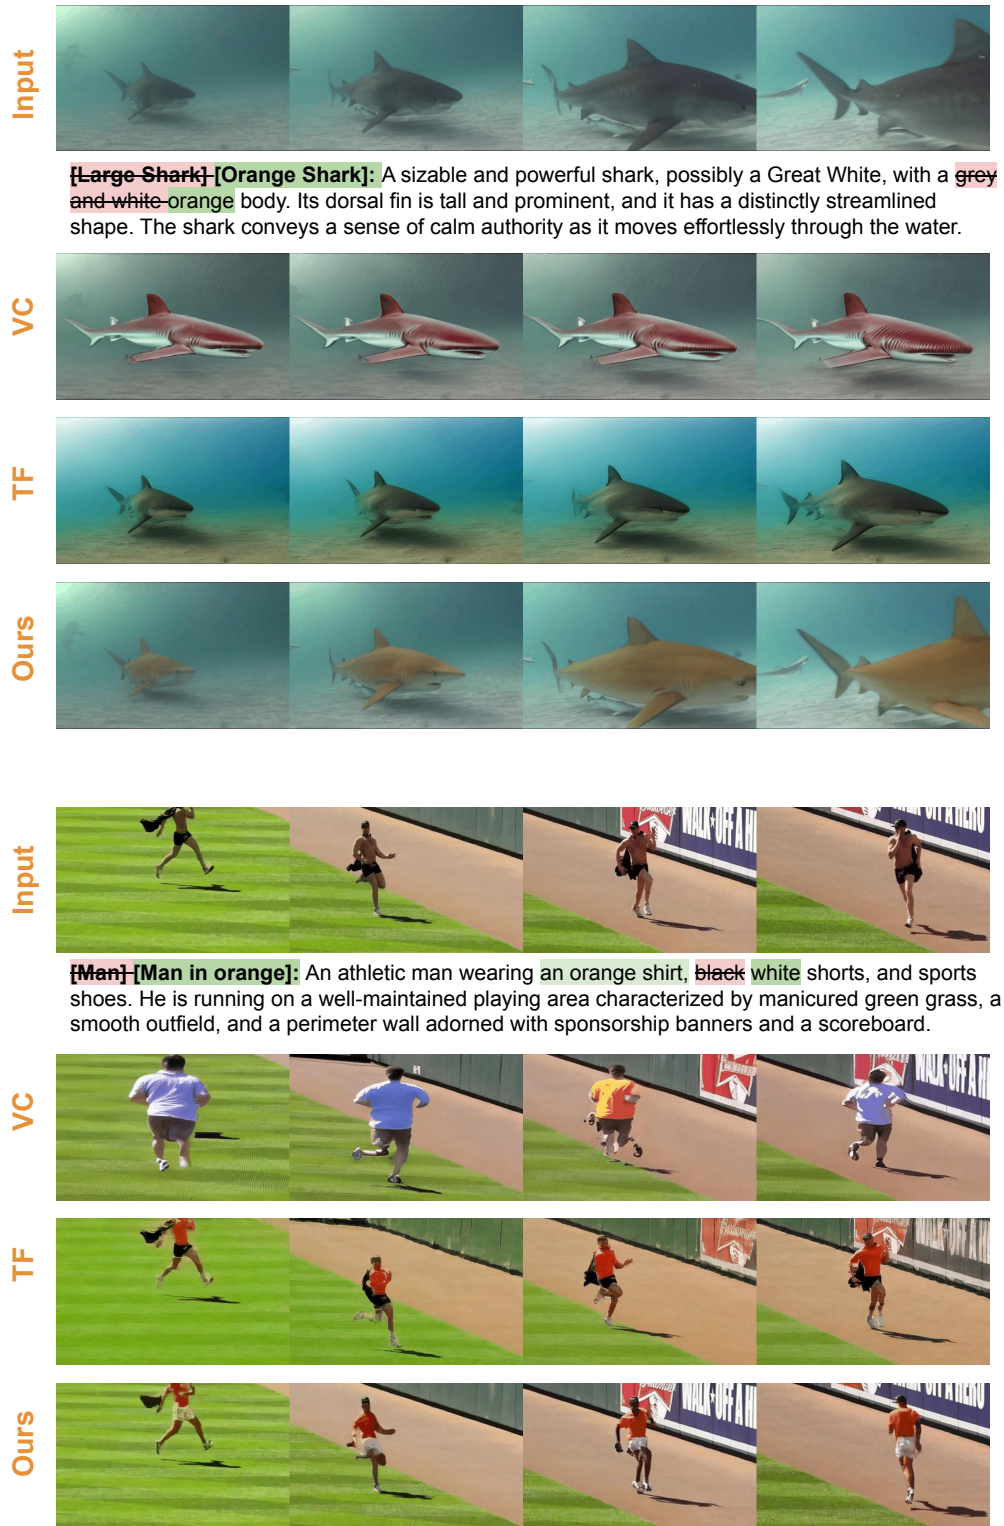 Input
[Large Shark] [Orange Shark]: A sizable and powerful shark, possibly a Great White, with a grey
and white orange body. Its dorsal fin is tall and prominent, and it has a distinctly streamlined
shape. The shark conveys a sense of calm authority as it moves effortlessly through the water.
VC
TF
Ours
Input
WALK-OFF A H
[Man] [Man in orange]: An athletic man wearing an orange shirt, black white shorts, and sports
shoes. He is running on a well-maintained playing area characterized by manicured green grass, a
smooth outfield, and a perimeter wall adorned with sponsorship banners and a scoreboard.
VC
TF
Ours